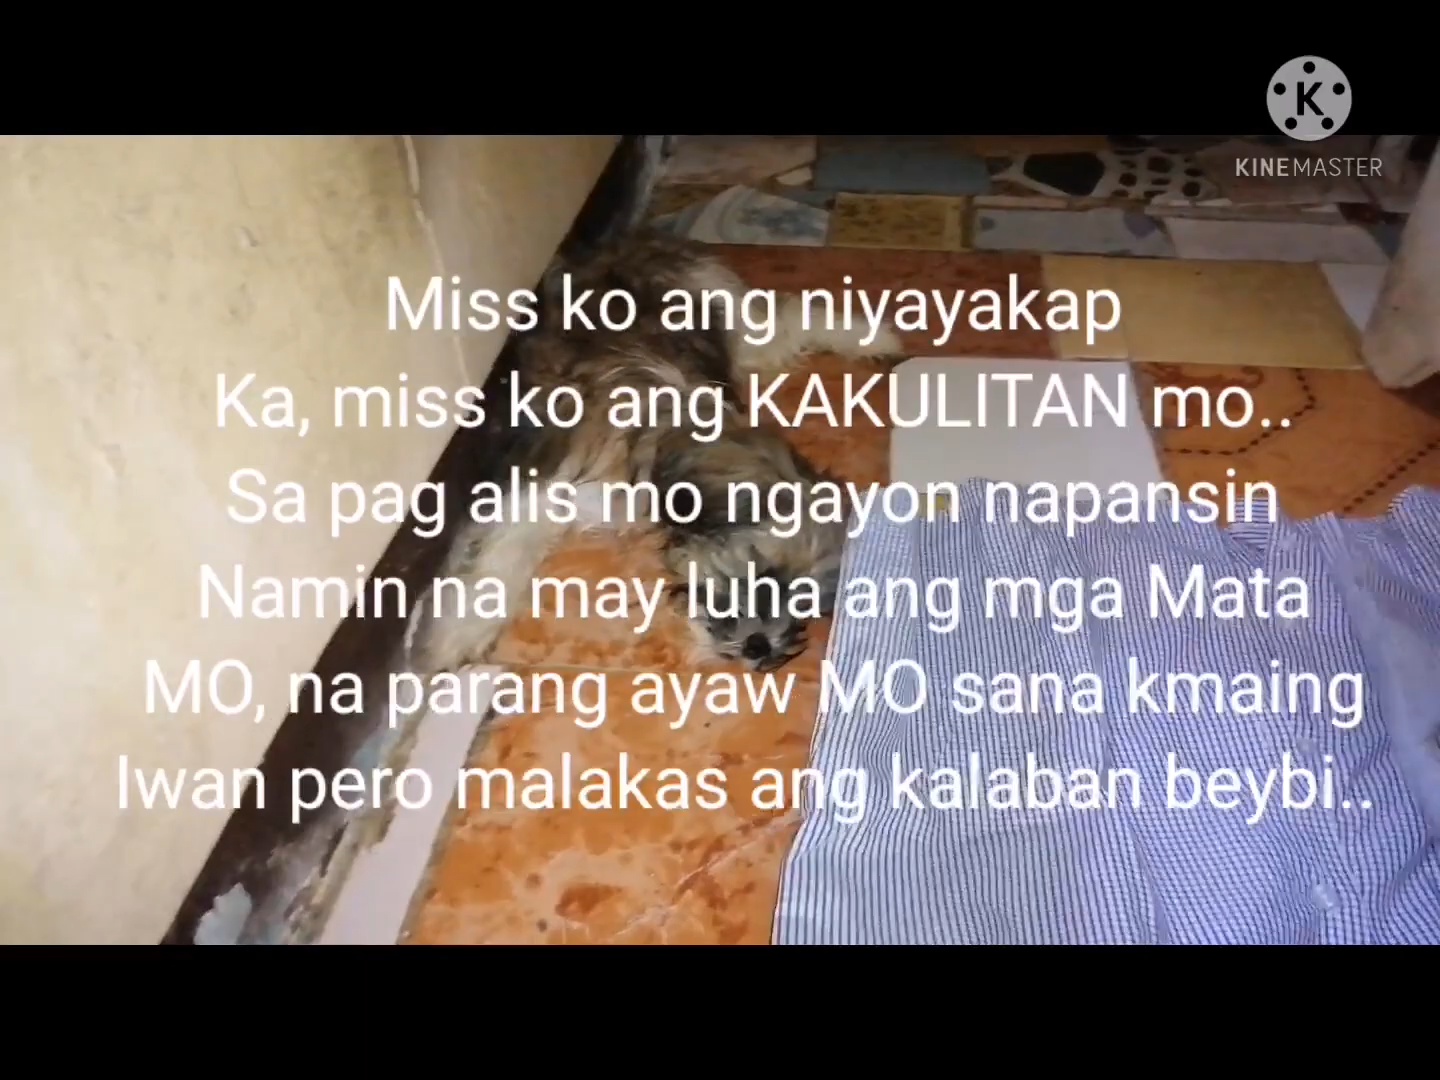 KINEMASTER
Miss ko ang niyayakap
Ka, miss ko ang KAKULITAN mo..
Sa pag alis mo ngayon napansin
Namin na may luha ang mga Mata
MO, na parang ayaw MO sana kmaing
Iwan pero malakas ang kalaban beybi..